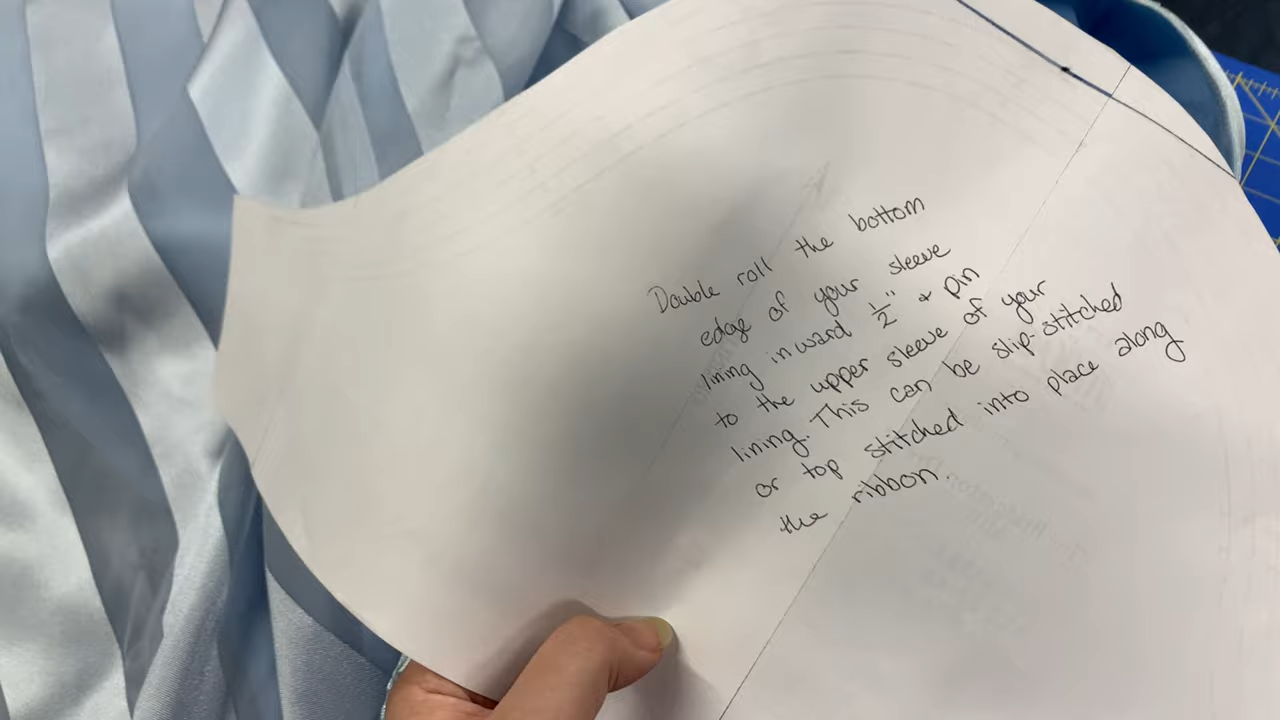 Double roll the bottom
edge of your sleeve
lining inward 1/2" & pin
to the upper sleeve of your
lining. This can be slip-stitched
or top stitched into place along
the ribbon.